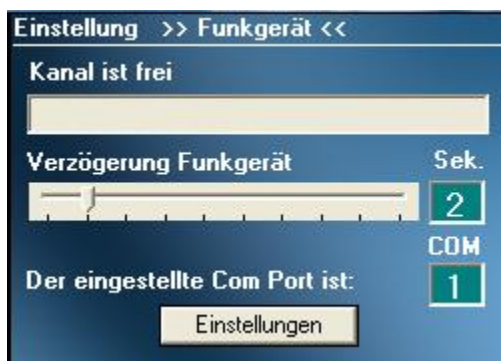 Einstellung >> Funkgerät <<
Kanal ist frei
Verzögerung Funkgerät
Sek.
2
COM
Der eingestellte Com Port ist:
1
Einstellungen